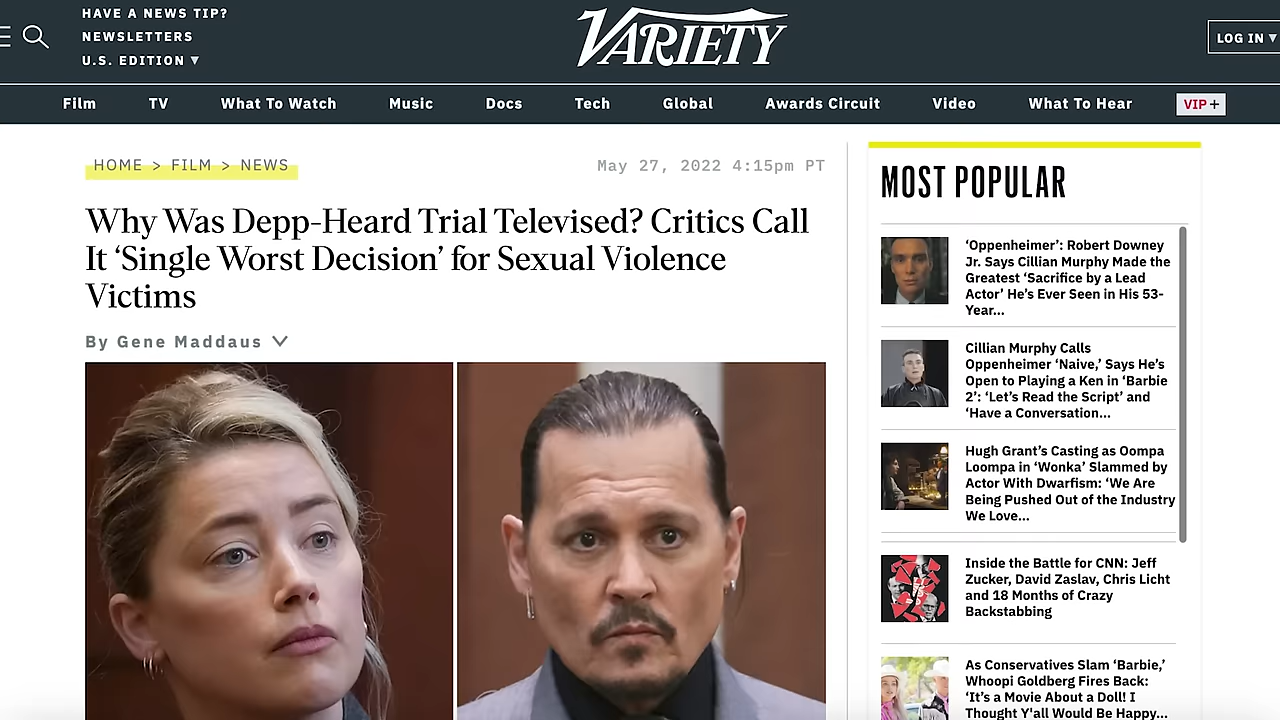 HAVE A NEWS TIP?
NEWSLETTERS
U.S. EDITION ▼
VARIETY
LOG IN ▼
Film TV What To Watch Music Docs Tech Global Awards Circuit Video What To Hear VIP+
HOME > FILM > NEWS
May 27, 2022 4:15pm PT
Why Was Depp-Heard Trial Televised? Critics Call
It ‘Single Worst Decision’ for Sexual Violence
Victims
By Gene Maddaus
MOST POPULAR
‘Oppenheimer’: Robert Downey
Jr. Says Cillian Murphy Made the
Greatest ‘Sacrifice by a Lead
Actor’ He’s Ever Seen in His 53-
Year...
Cillian Murphy Calls
Oppenheimer ‘Naive,’ Says He’s
Open to Playing a Ken in ‘Barbie
2’: ‘Let’s Read the Script’ and
‘Have a Conversation...
Hugh Grant’s Casting as Oompa
Loompa in ‘Wonka’ Slammed by
Actor With Dwarfism: ‘We Are
Being Pushed Out of the Industry
We Love...
Inside the Battle for CNN: Jeff
Zucker, David Zaslav, Chris Licht
and 18 Months of Crazy
Backstabbing
As Conservatives Slam ‘Barbie,’
Whoopi Goldberg Fires Back:
‘It’s a Movie About a Doll! I
Thought Y'all Would Be Happy...